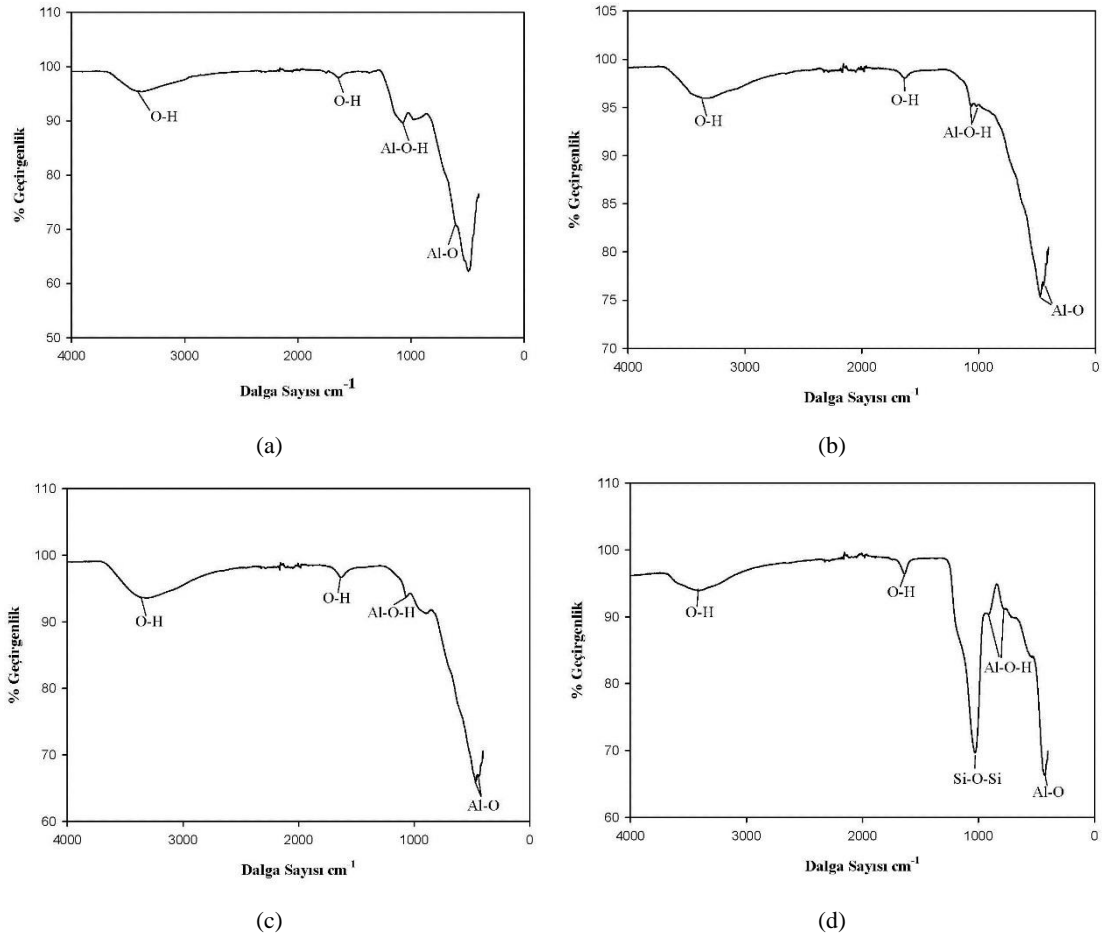 110
100
90
80
70
60
50
% Geçirgenlik
O-H
O-H
Al-O-H
Al-O
4000 3000 2000 1000 0
Dalga Sayısı cm-1
(a)
105
100
95
90
85
80
75
70
% Geçirgenlik
O-H
O-H
Al-O-H
Al-O
4000 3000 2000 1000 0
Dalga Sayısı cm-1
(b)
110
100
90
80
70
60
% Geçirgenlik
O-H
O-H
Al-O-H
Al-O
4000 3000 2000 1000 0
Dalga Sayısı cm-1
(c)
110
100
90
80
70
60
% Geçirgenlik
O-H
O-H
Al-O-H
Si-O-Si
Al-O
4000 3000 2000 1000 0
Dalga Sayısı cm-1
(d)